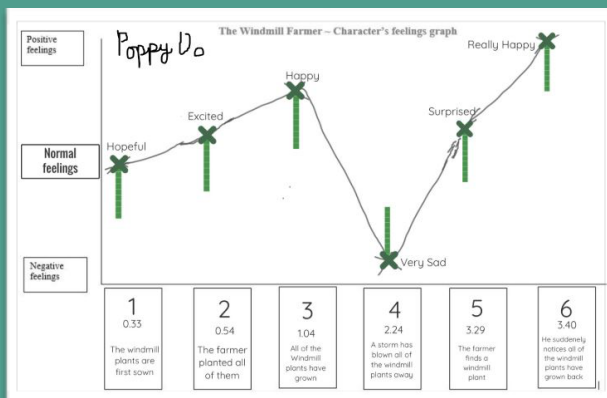 The Windmill Farmer ~ Character's feelings graph
Positive
feelings
Poppy U.
Really Happy
Happy
Excited
Surprised
Hopeful
Normal
feelings
Very Sad
Negative
feelings
1
0.33
The windmill
plants are
first sown
2
0.54
The farmer
planted all
of them
3
1.04
All of the
Windmill
plants have
grown
4
2.24
A storm has
blown all of
the windmill
plants away
5
3.29
The farmer
finds a
windmill
plant
6
3.40
He suddenly
notices all of
the windmill
plants have
grown back